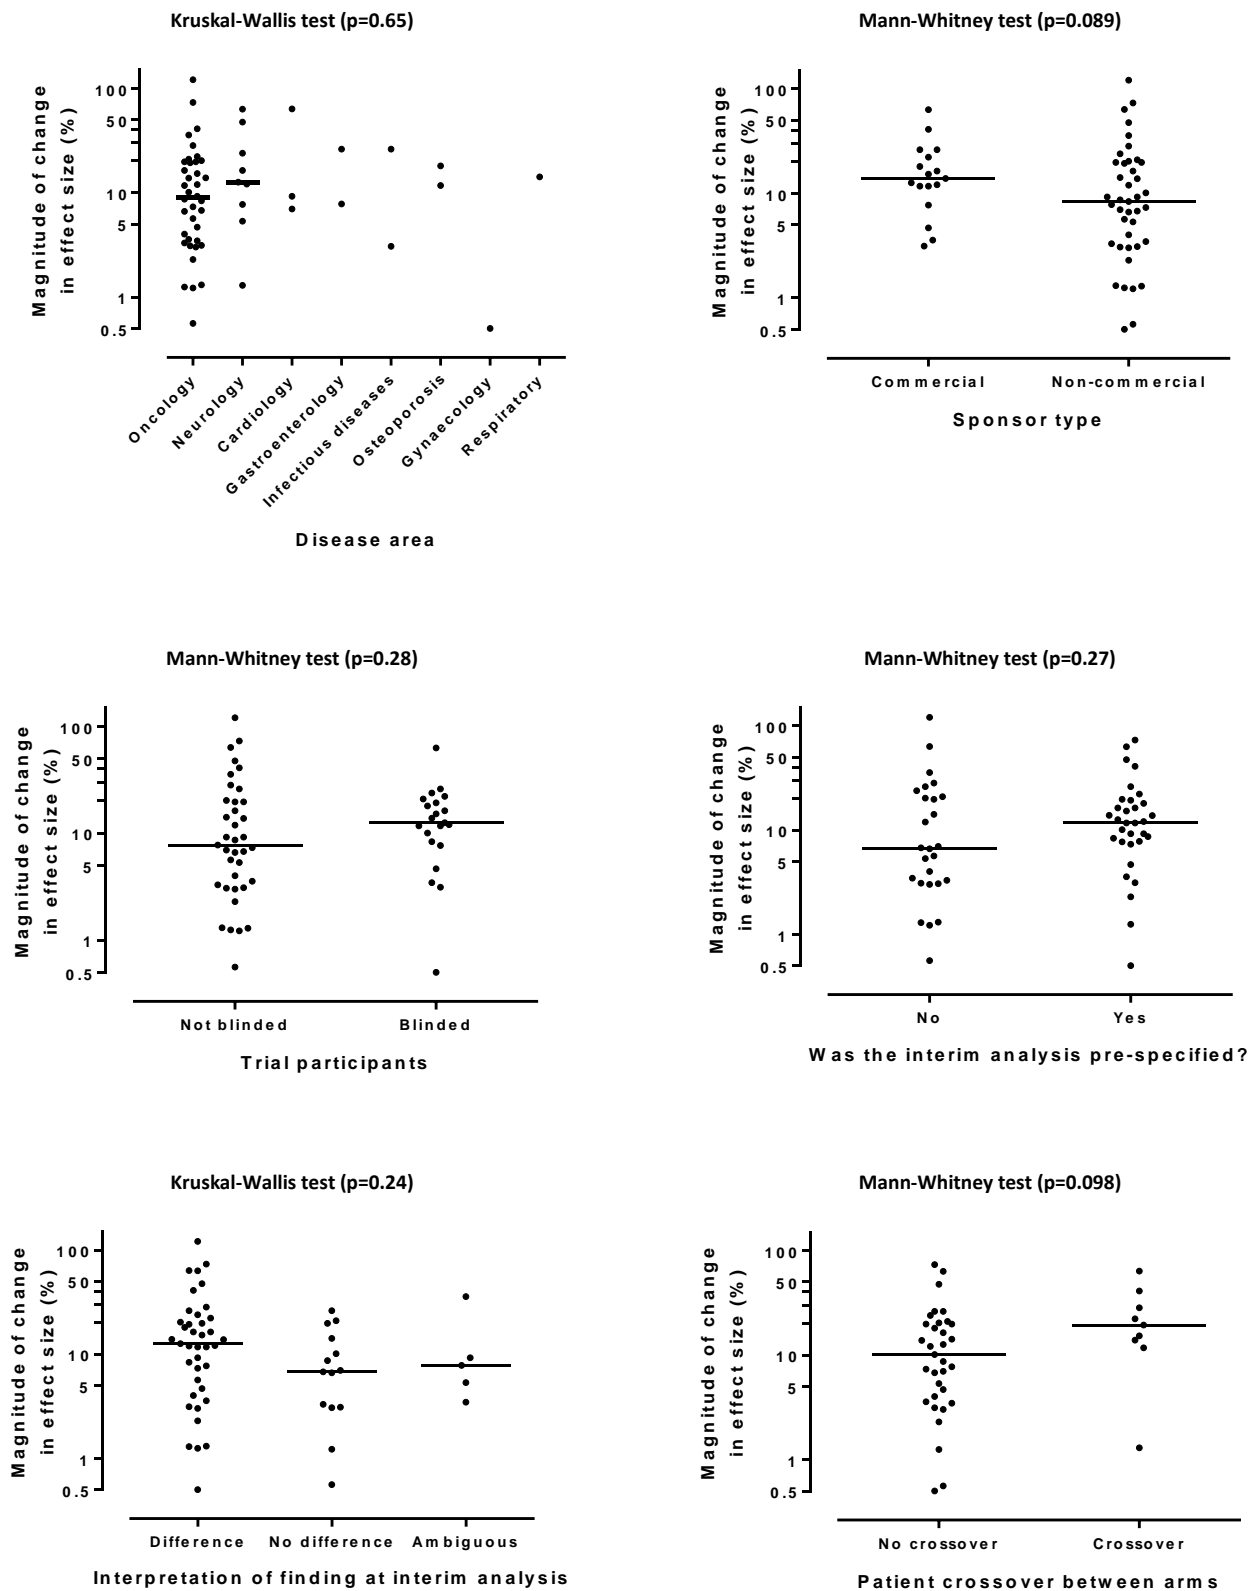 Kruskal-Wallis test (p=0.65)
Magnitude of change
in effect size (%)
100
50
10
5
1
0.5
Oncology
Neurology
Cardiology
Gastroenterology
Infectious diseases
Osteoporosis
Gynaecology
Respiratory
Disease area
Mann-Whitney test (p=0.089)
Magnitude of change
in effect size (%)
100
50
10
5
1
0.5
Commercial
Non-commercial
Sponsor type
Mann-Whitney test (p=0.28)
Magnitude of change
in effect size (%)
100
50
10
5
1
0.5
Not blinded
Blinded
Trial participants
Mann-Whitney test (p=0.27)
Magnitude of change
in effect size (%)
100
50
10
5
1
0.5
No
Yes
Was the interim analysis pre-specified?
Kruskal-Wallis test (p=0.24)
Magnitude of change
in effect size (%)
100
50
10
5
1
0.5
Difference
No difference
Ambiguous
Interpretation of finding at interim analysis
Mann-Whitney test (p=0.098)
Magnitude of change
in effect size (%)
100
50
10
5
1
0.5
No crossover
Crossover
Patient crossover between arms